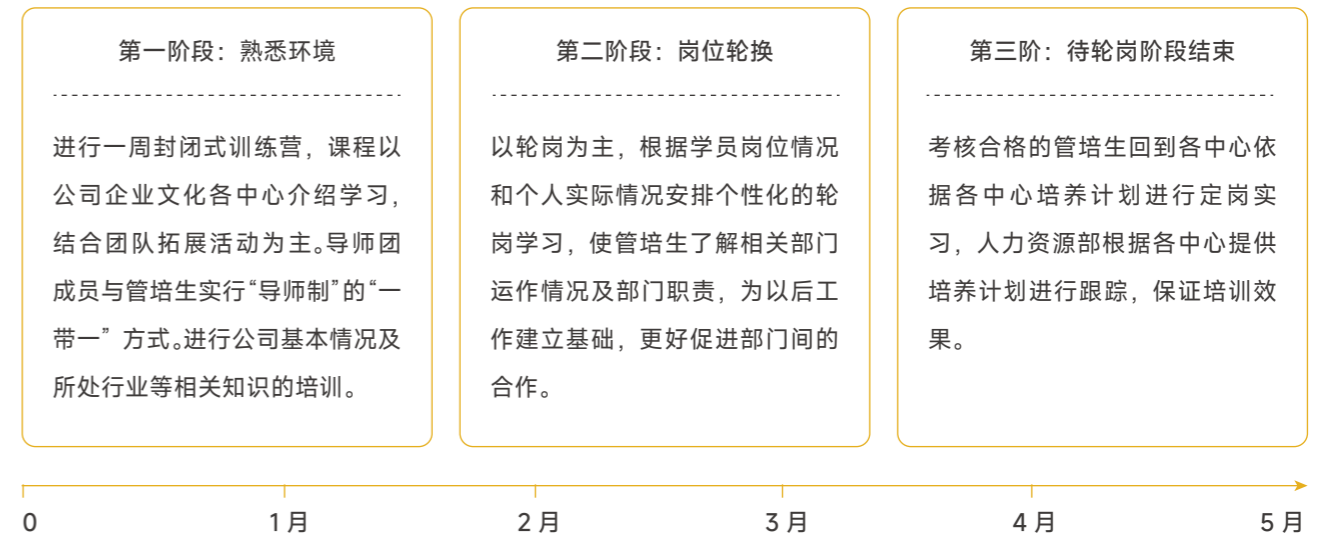 第一阶段：熟悉环境
进行一周封闭式训练营，课程以
公司企业文化各中心介绍学习，
结合团队拓展活动为主。导师团
成员与管培生实行“导师制”的“一
带一” 方式。进行公司基本情况及
所处行业等相关知识的培训。
第二阶段：岗位轮换
以轮岗为主，根据学员岗位情况
和个人实际情况安排个性化的轮
岗学习，使管培生了解相关部门
运作情况及部门职责，为以后工
作建立基础，更好促进部门间的
合作。
第三阶：待轮岗阶段结束
考核合格的管培生回到各中心依
据各中心培养计划进行定岗实
习，人力资源部根据各中心提供
培养计划进行跟踪，保证培训效
果。
0 1月 2月 3月 4月 5月